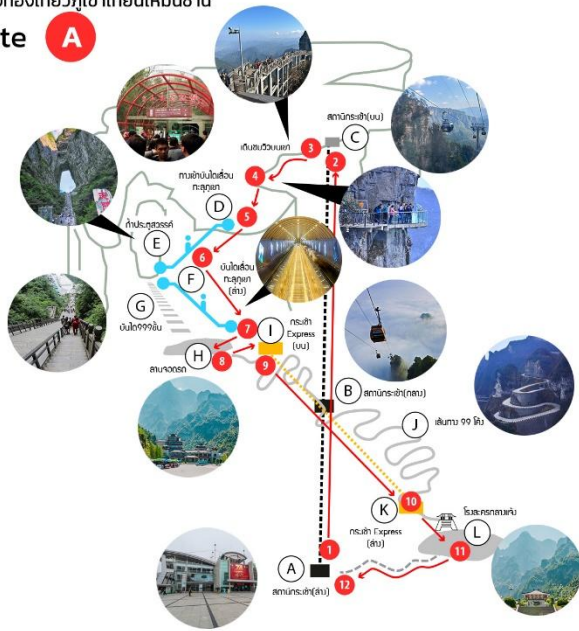 te A
สถานีกระเช้า(บน)
C
เดินชมวิวบนเขา
3
2
ทางเข้าบันไดเลื่อน
ทะลุภูเขา
4
D
5
ถ้ำประตูสวรรค์
E
6
F
บันไดเลื่อน
ทะลุภูเขา
(ล่าง)
G
บันได999ขั้น
7
I
กระเช้า
Express
(บน)
H
8
9
ลานจอดรถ
B
สถานีกระเช้า(กลาง)
J
เส้นทาง 99 โค้ง
10
K
กระเช้า Express
(ล่าง)
โรงละครกลางแจ้ง
L
11
1
A
12
สถานีกระเช้า(ล่าง)